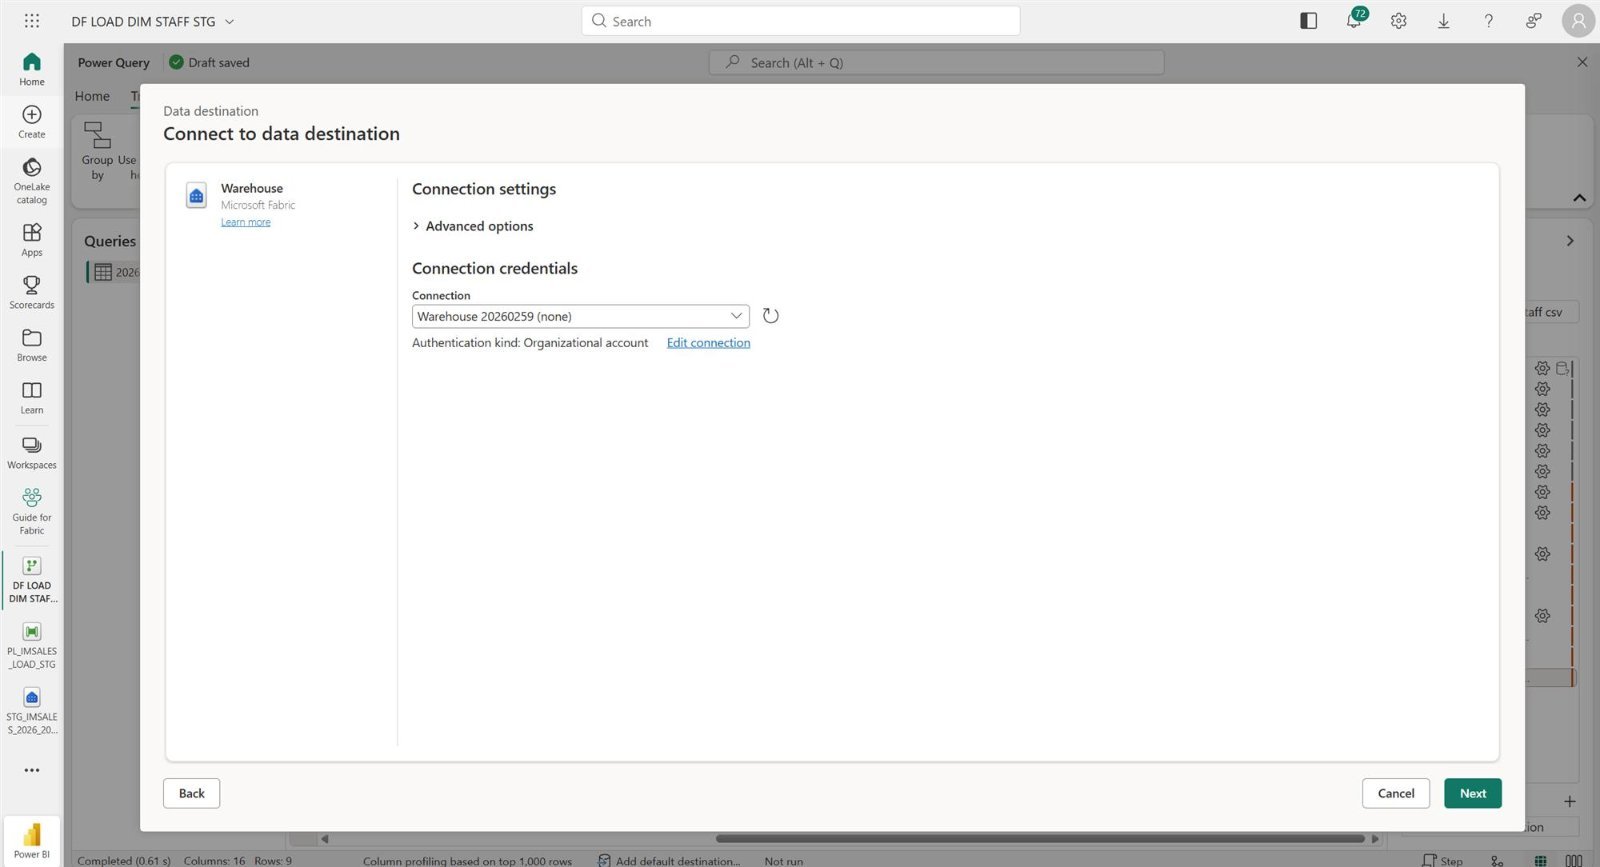 DF LOAD DIM STAFF STG
Search
72
Home
Create
OneLake
catalog
Apps
Scorecards
Browse
Learn
Workspaces
Guide for
Fabric
DF LOAD
DIM STAF...
PL_IMSALES
_LOAD_STG
STG_IMSALE
S_2026_20...
Power BI
Power Query
Draft saved
Search (Alt + Q)
Home
Group
by
Use
Queries
2026
Data destination
Connect to data destination
Warehouse
Microsoft Fabric
Learn more
Connection settings
Advanced options
Connection credentials
Connection
Warehouse 20260259 (none)
Authentication kind: Organizational account
Edit connection
Back
Cancel
Next
aff csv
ion
Completed (0.61 s)
Columns: 16
Rows: 9
Column profiling based on top 1,000 rows
Add default destination...
Not run
Step